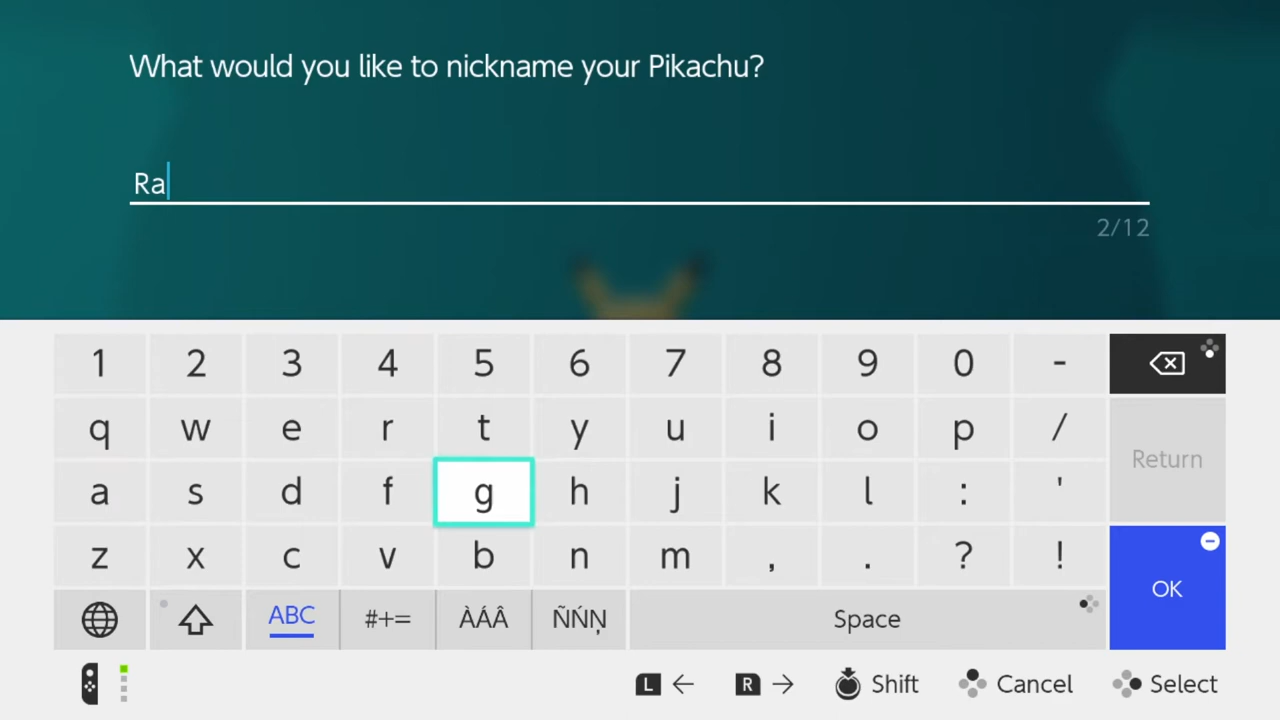 What would you like to nickname your Pikachu?
Ra
2/12
1 2 3 4 5 6 7 8 9 0 -
q w e r t y u i o p /
Return
a s d f g h j k l : '
z x c v b n m , . ? !
OK
ABC #+= ÀÁÂ ÑŃŅ Space
L ← R → Shift Cancel Select